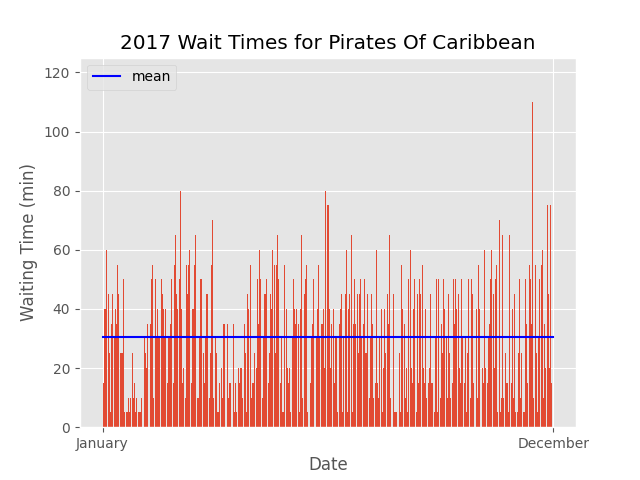 2017 Wait Times for Pirates Of Caribbean
mean
120
100
80
60
40
20
0
Waiting Time (min)
January
December
Date